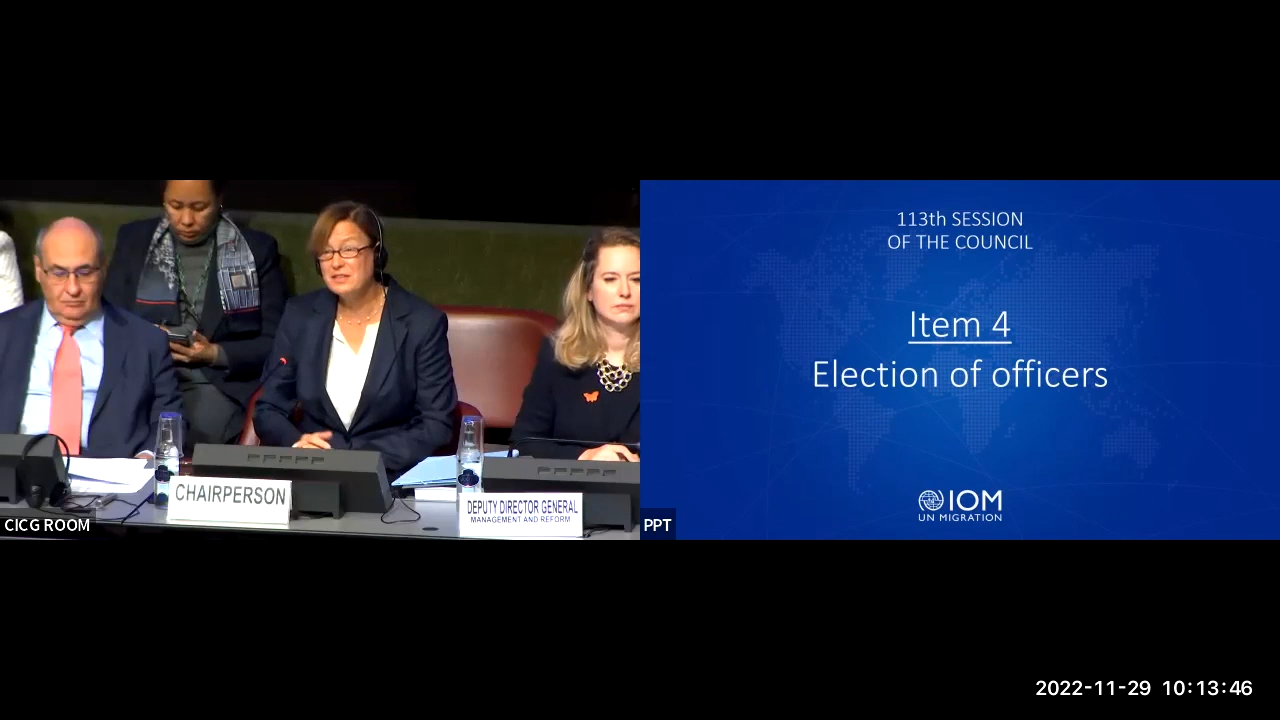 CHAIRPERSON
DEPUTY DIRECTOR GENERAL
MANAGEMENT AND REFORM
CICG ROOM
113th SESSION
OF THE COUNCIL
Item 4
Election of officers
IOM
UN MIGRATION
PPT
2022-11-29 10:13:46